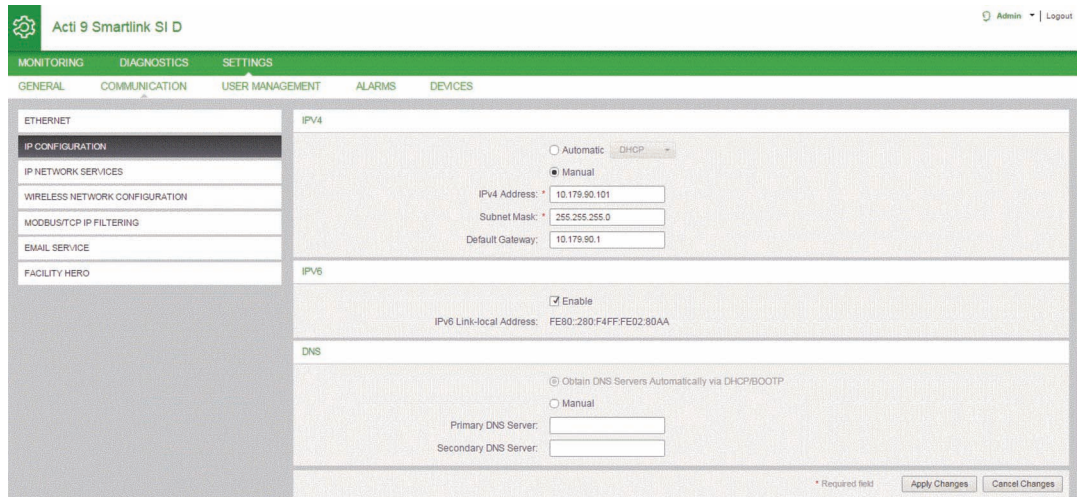 Acti 9 Smartlink SI D
Admin | Logout
MONITORING DIAGNOSTICS SETTINGS
GENERAL COMMUNICATION USER MANAGEMENT ALARMS DEVICES
ETHERNET
IP CONFIGURATION
IP NETWORK SERVICES
WIRELESS NETWORK CONFIGURATION
MODBUS/TCP IP FILTERING
EMAIL SERVICE
FACILITY HERO
IPV4
Automatic DHCP
Manual
IPv4 Address: * 10.179.90.101
Subnet Mask: * 255.255.255.0
Default Gateway: 10.179.90.1
IPV6
Enable
IPv6 Link-local Address: FE80::280:F4FF:FE02:80AA
DNS
Obtain DNS Servers Automatically via DHCP/BOOTP
Manual
Primary DNS Server:
Secondary DNS Server:
* Required field Apply Changes Cancel Changes